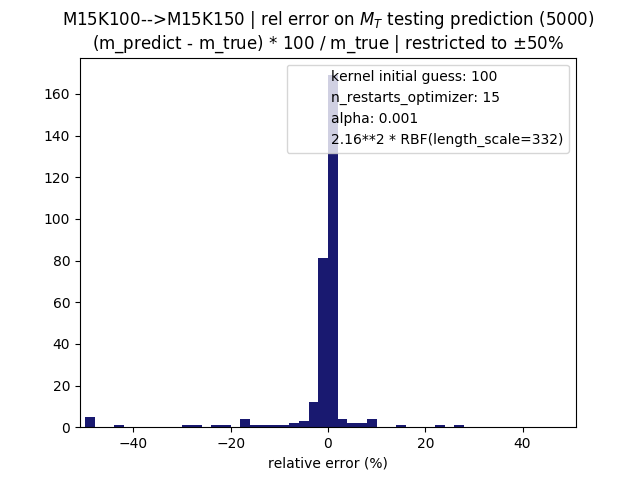 M15K100-->M15K150 | rel error on M_T testing prediction (5000)
(m_predict - m_true) * 100 / m_true | restricted to ±50%
kernel initial guess: 100
n_restarts_optimizer: 15
alpha: 0.001
2.16**2 * RBF(length_scale=332)
160
140
120
100
80
60
40
20
0
−40 −20 0 20 40
relative error (%)